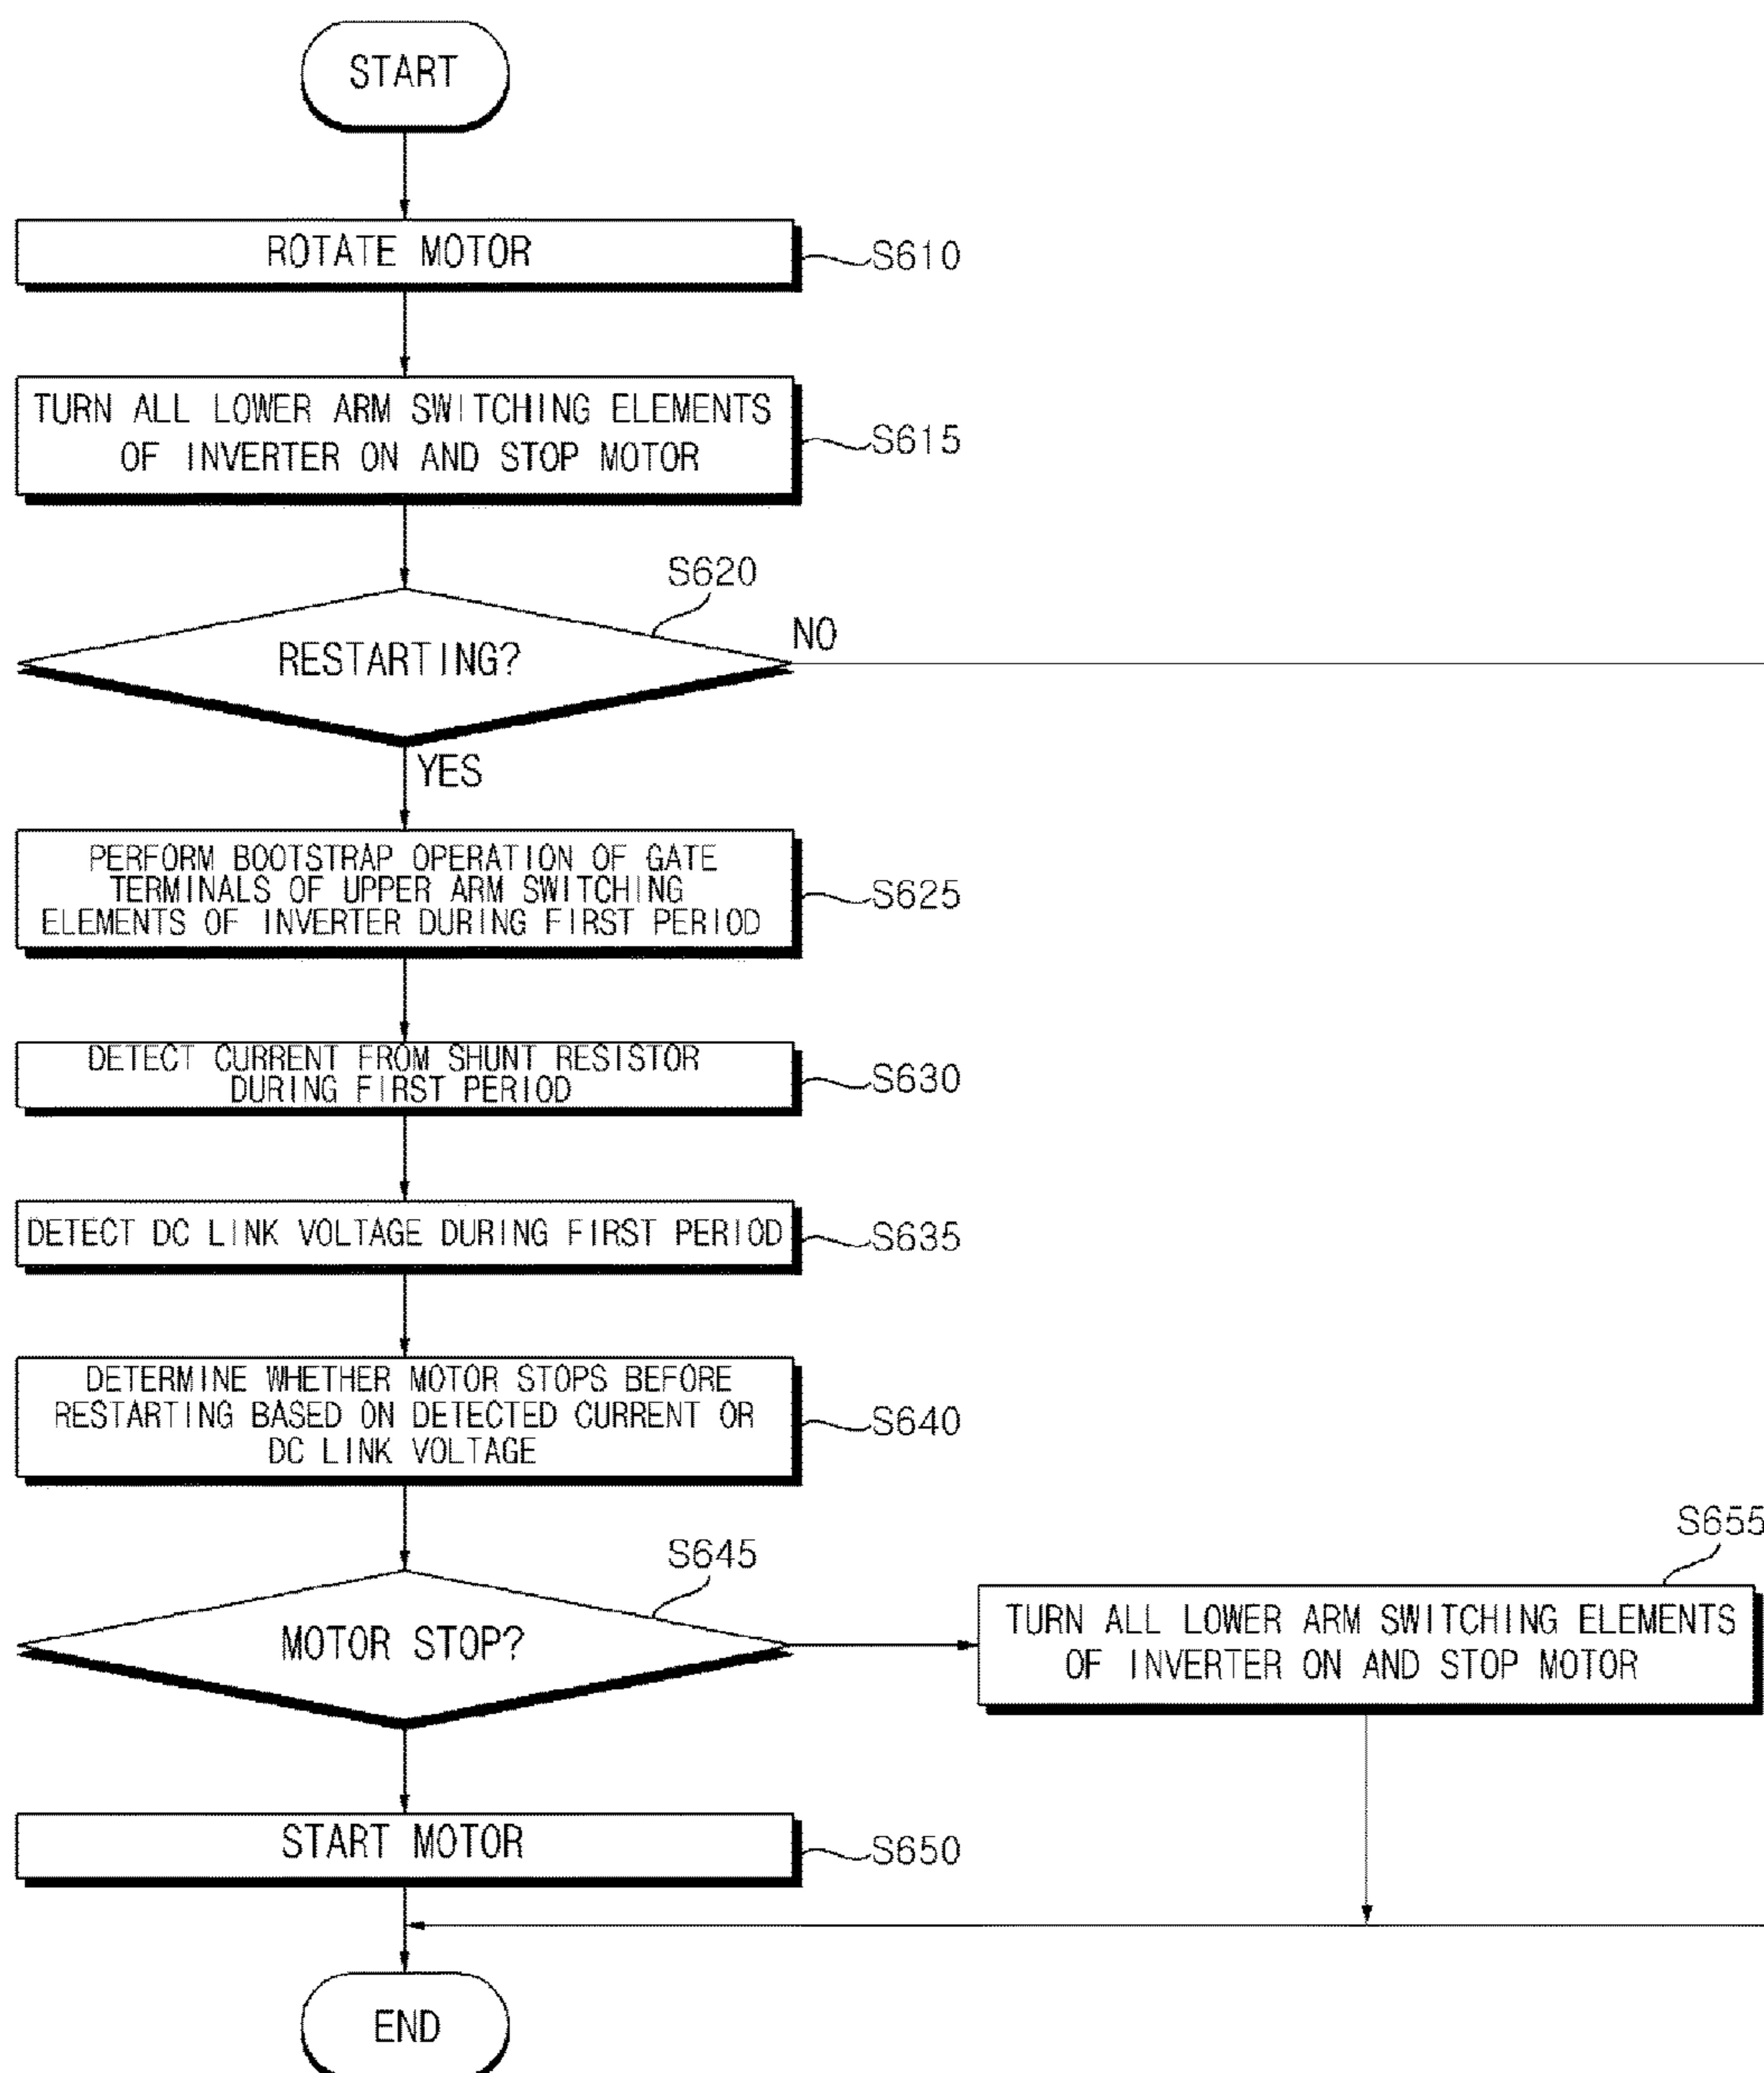 START
ROTATE MOTOR
S610
TURN ALL LOWER ARM SWITCHING ELEMENTS
OF INVERTER ON AND STOP MOTOR
S615
S620
RESTARTING?
NO
YES
PERFORM BOOTSTRAP OPERATION OF GATE
TERMINALS OF UPPER ARM SWITCHING
ELEMENTS OF INVERTER DURING FIRST PERIOD
S625
DETECT CURRENT FROM SHUNT RESISTOR
DURING FIRST PERIOD
S630
DETECT DC LINK VOLTAGE DURING FIRST PERIOD
S635
DETERMINE WHETHER MOTOR STOPS BEFORE
RESTARTING BASED ON DETECTED CURRENT OR
DC LINK VOLTAGE
S640
S645
MOTOR STOP?
S655
TURN ALL LOWER ARM SWITCHING ELEMENTS
OF INVERTER ON AND STOP MOTOR
START MOTOR
S650
END